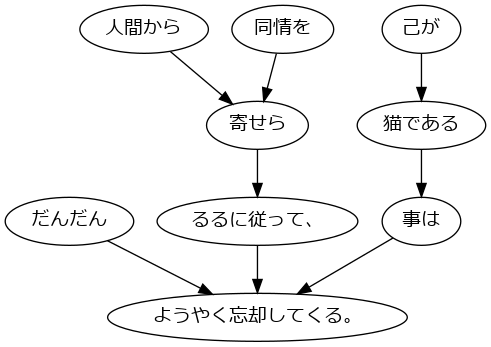 人間から
同情を
己が
寄せら
猫である
だんだん
るるに従って、
事は
ようやく忘却してくる。